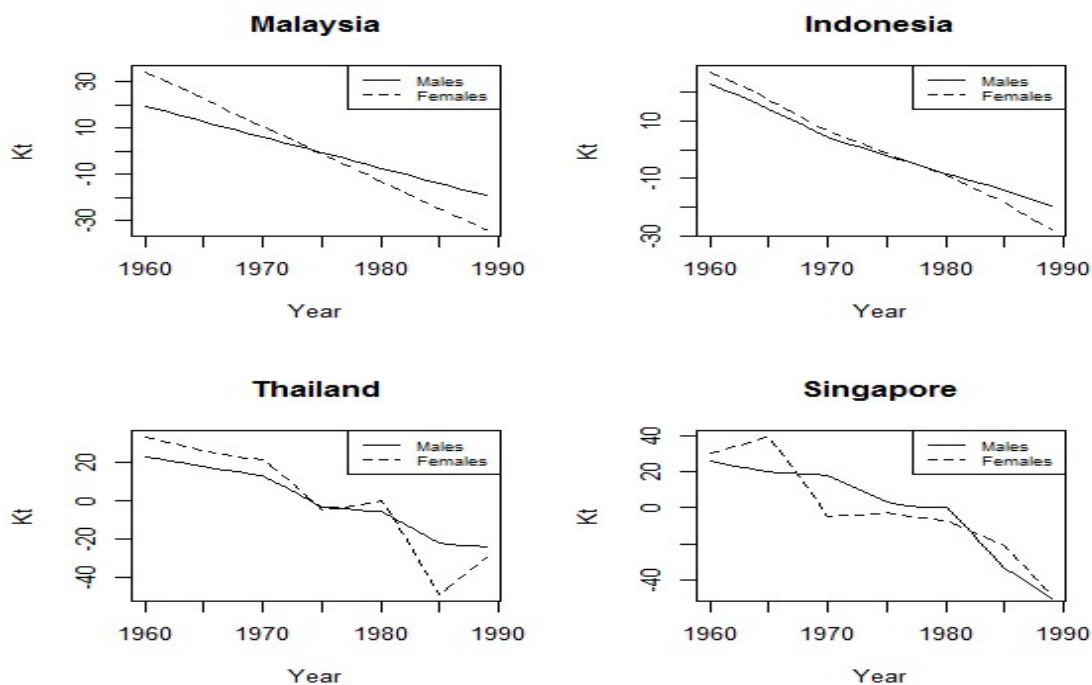 Malaysia
Males
Females
Kt
30
10
-10
-30
1960 1970 1980 1990
Year
Indonesia
Males
Females
Kt
10
-10
-30
1960 1970 1980 1990
Year
Thailand
Males
Females
Kt
20
0
-20
-40
1960 1970 1980 1990
Year
Singapore
Males
Females
Kt
40
20
0
-40
1960 1970 1980 1990
Year